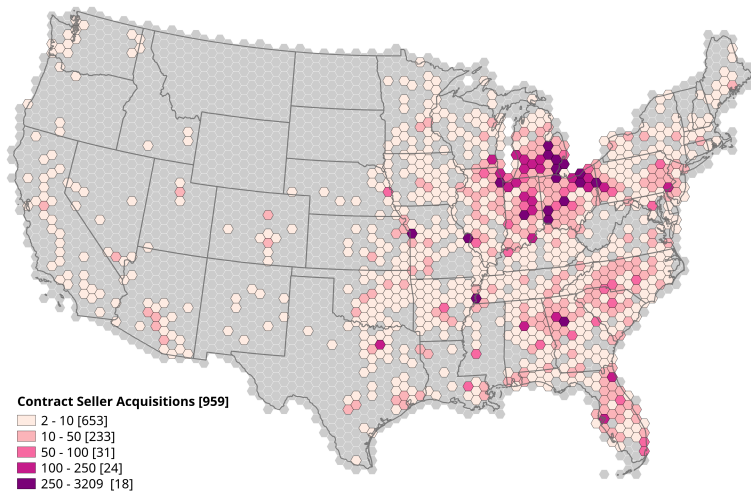 Contract Seller Acquisitions [959]
2 - 10 [653]
10 - 50 [233]
50 - 100 [31]
100 - 250 [24]
250 - 3209 [18]